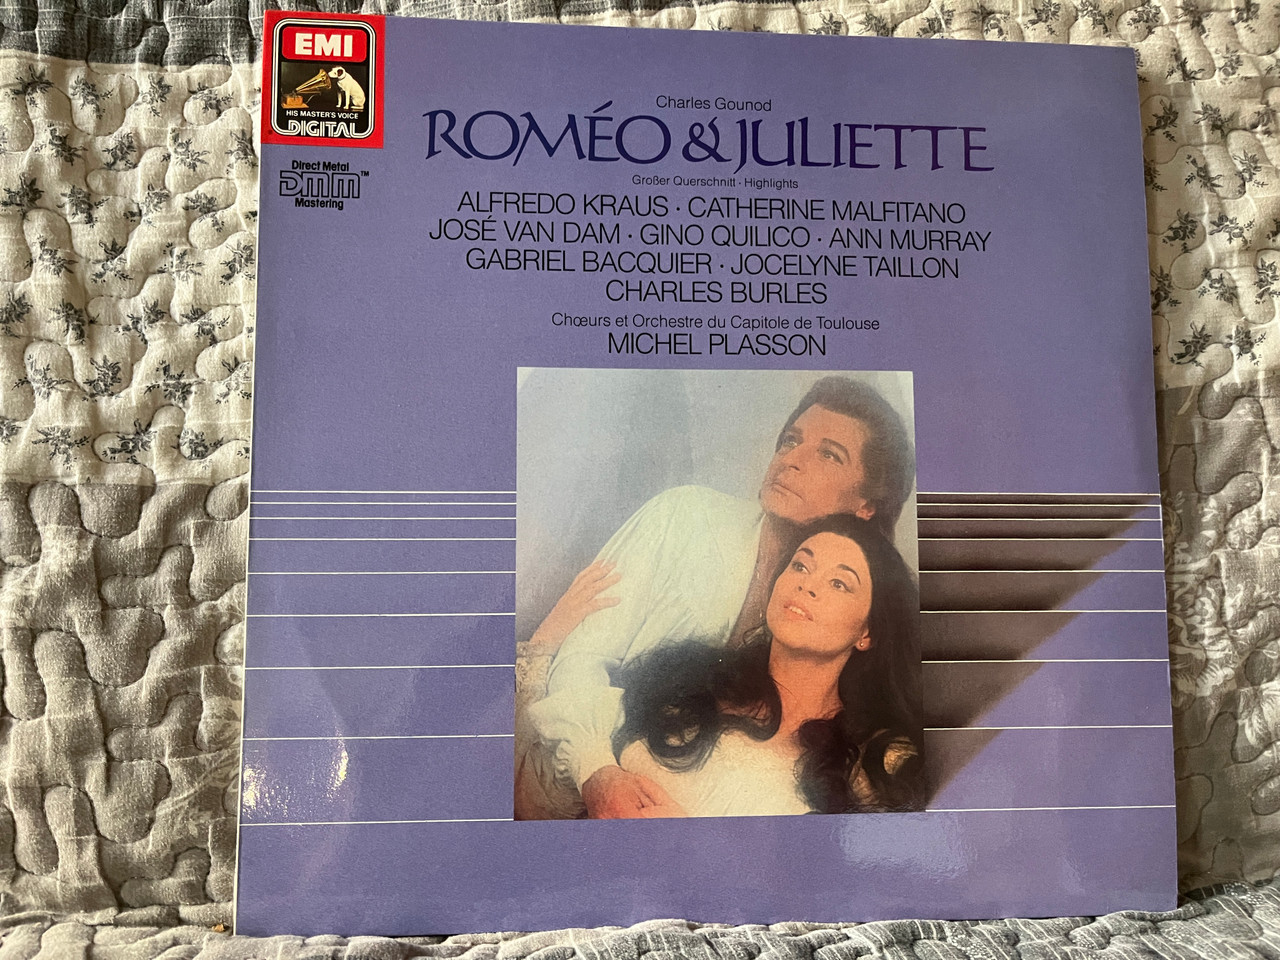 EMI
HIS MASTER'S VOICE
DIGITAL
Direct Metal
DMM™
Mastering
Charles Gounod
ROMÉO & JULIETTE
Großer Querschnitt · Highlights
ALFREDO KRAUS · CATHERINE MALFITANO
JOSÉ VAN DAM · GINO QUILICO · ANN MURRAY
GABRIEL BACQUIER · JOCELYNE TAILLON
CHARLES BURLES
Chœurs et Orchestre du Capitole de Toulouse
MICHEL PLASSON